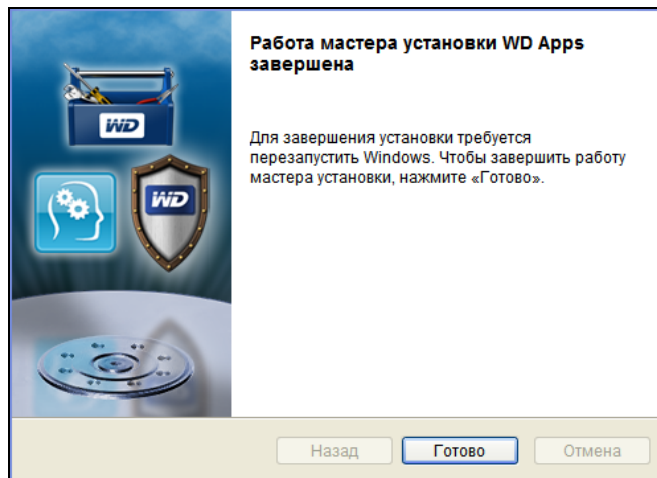 Работа мастера установки WD Apps
завершена
WD
WD
Для завершения установки требуется
перезапустить Windows. Чтобы завершить работу
мастера установки, нажмите «Готово».
Назад
Готово
Отмена